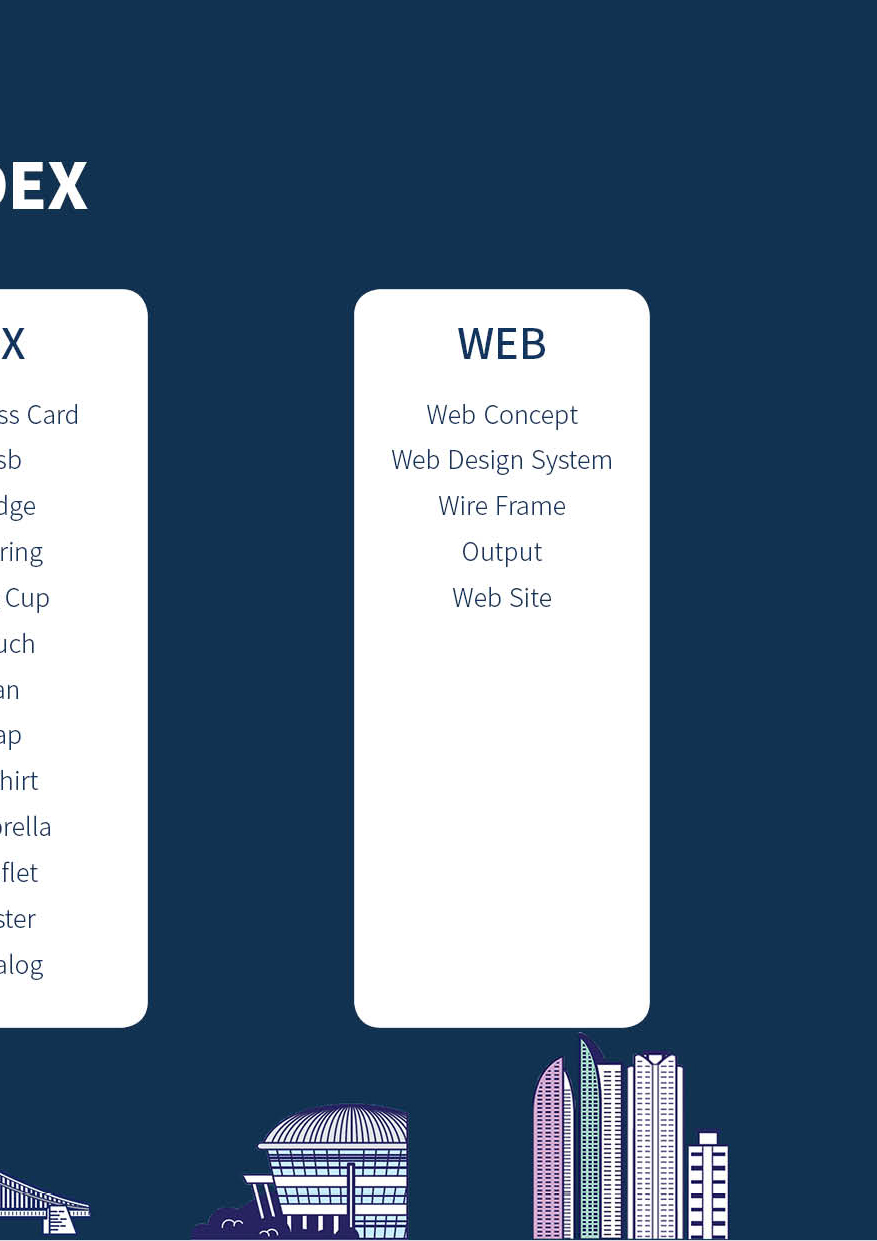 DEX
X
ss Card
sb
dge
ring
Cup
uch
an
ap
hirt
brella
flet
ster
alog
WEB
Web Concept
Web Design System
Wire Frame
Output
Web Site